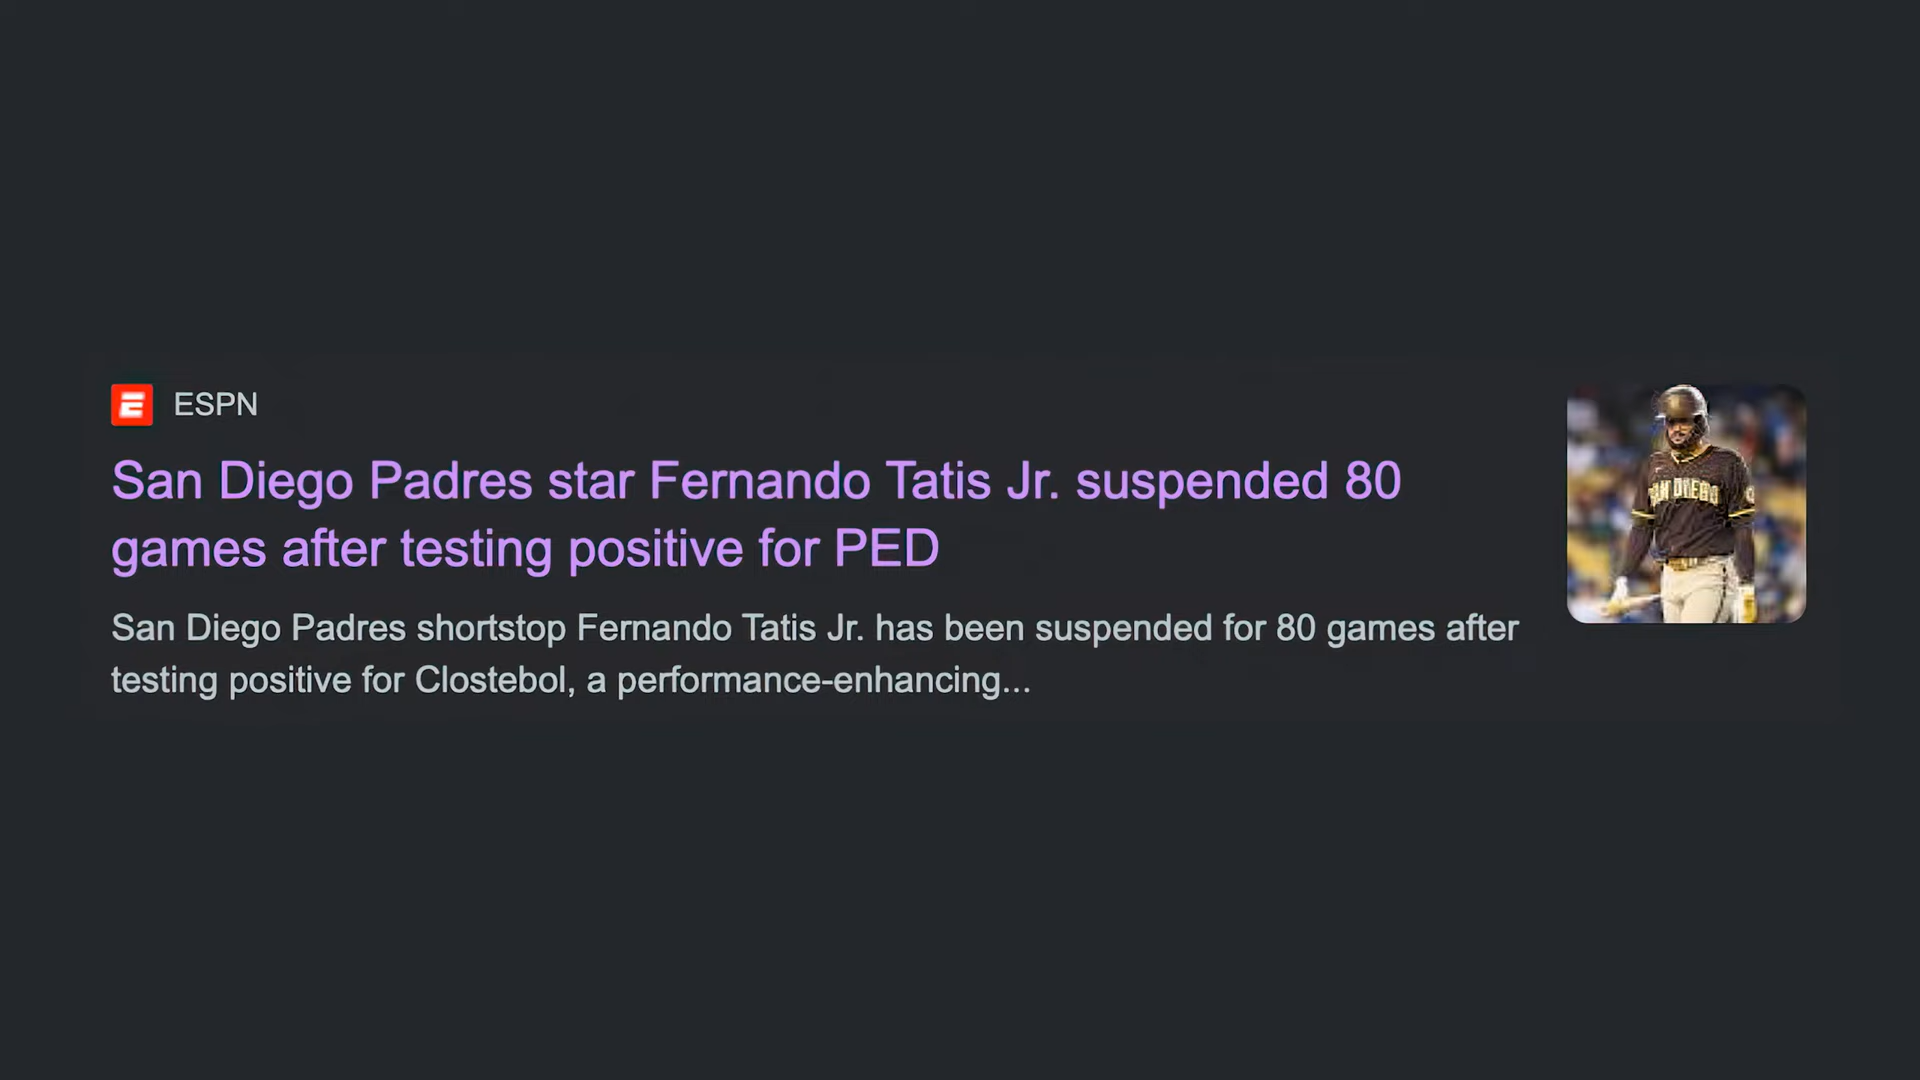 ESPN
San Diego Padres star Fernando Tatis Jr. suspended 80
games after testing positive for PED
San Diego Padres shortstop Fernando Tatis Jr. has been suspended for 80 games after
testing positive for Clostebol, a performance-enhancing...
SAN DIEGO